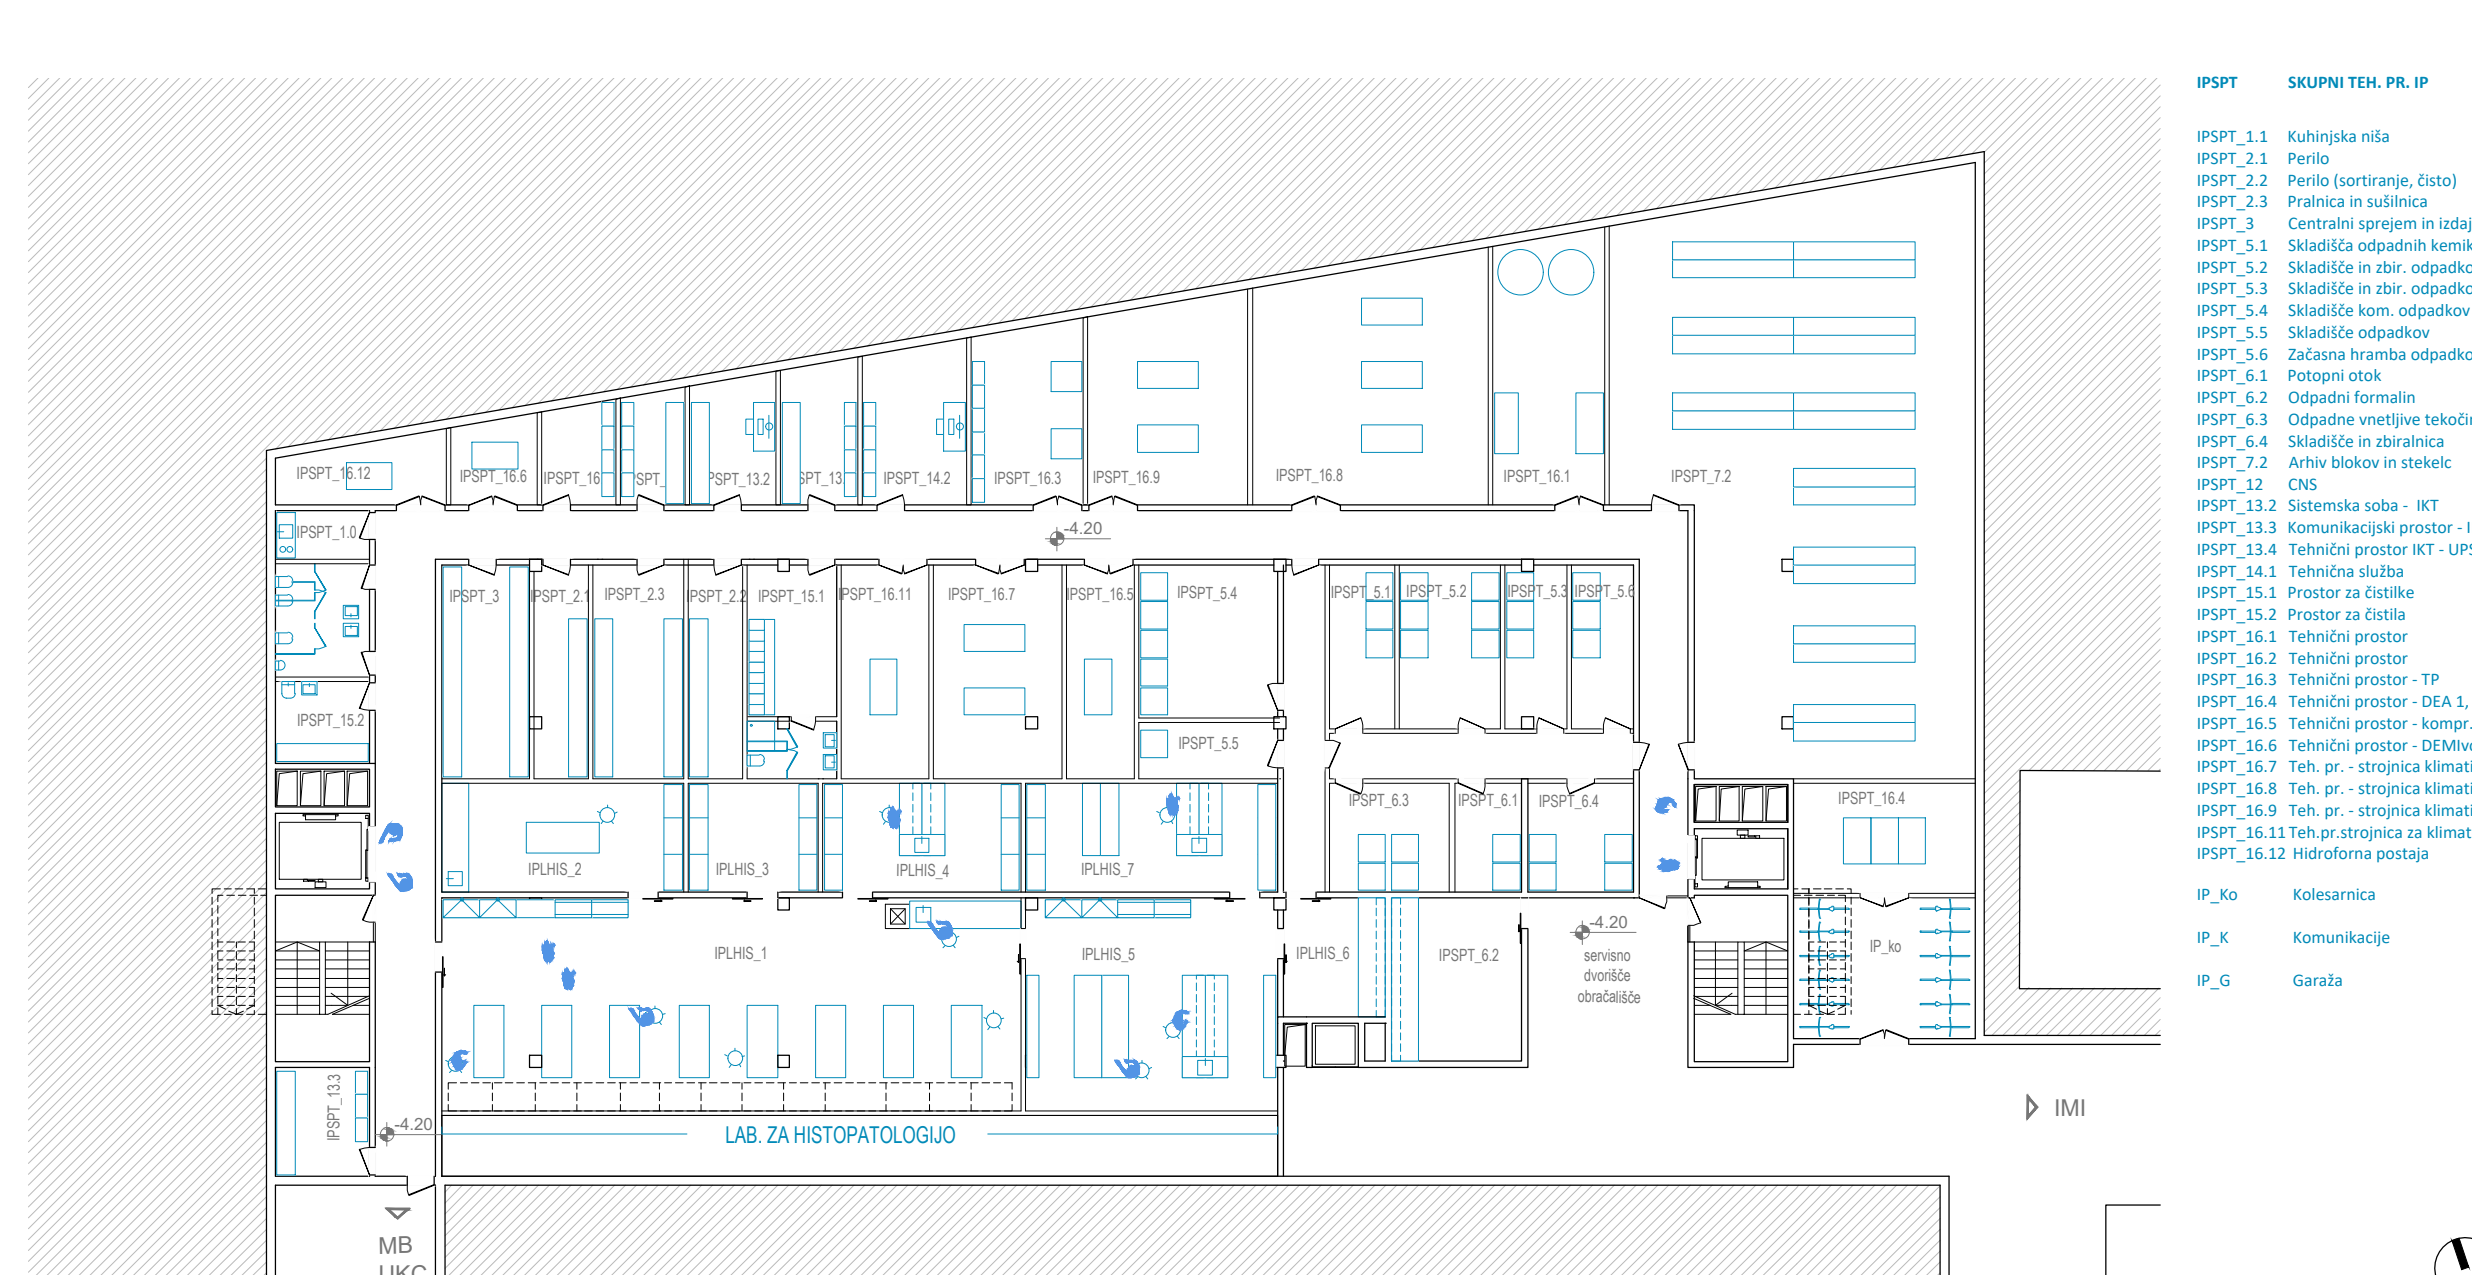 IPSPT SKUPNI TEH. PR. IP
IPSPT_1.1 Kuhinjska niša
IPSPT_2.1 Perilo
IPSPT_2.2 Perilo (sortiranje, čisto)
IPSPT_2.3 Pralnica in sušilnica
IPSPT_3 Centralni sprejem in izdaj
IPSPT_5.1 Skladišča odpadnih kemik
IPSPT_5.2 Skladišče in zbir. odpadko
IPSPT_5.3 Skladišče in zbir. odpadko
IPSPT_5.4 Skladišče kom. odpadkov
IPSPT_5.5 Skladišče odpadkov
IPSPT_5.6 Začasna hramba odpadko
IPSPT_6.1 Potopni otok
IPSPT_6.2 Odpadni formalin
IPSPT_6.3 Odpadne vnetljive tekočin
IPSPT_6.4 Skladišče in zbiralnica
IPSPT_7.2 Arhiv blokov in stekelc
IPSPT_12 CNS
IPSPT_13.2 Sistemska soba - IKT
IPSPT_13.3 Komunikacijski prostor - I
IPSPT_13.4 Tehnični prostor IKT - UPS
IPSPT_14.1 Tehnična služba
IPSPT_15.1 Prostor za čistilke
IPSPT_15.2 Prostor za čistila
IPSPT_16.1 Tehnični prostor
IPSPT_16.2 Tehnični prostor
IPSPT_16.3 Tehnični prostor - TP
IPSPT_16.4 Tehnični prostor - DEA 1,
IPSPT_16.5 Tehnični prostor - kompr.
IPSPT_16.6 Tehnični prostor - DEMIvo
IPSPT_16.7 Teh. pr. - strojnica klimati
IPSPT_16.8 Teh. pr. - strojnica klimati
IPSPT_16.9 Teh. pr. - strojnica klimati
IPSPT_16.11 Teh.pr.strojnica za klimat
IPSPT_16.12 Hidroforna postaja
IP_Ko Kolesarnica
IP_K Komunikacije
IP_G Garaža
IPSPT_16.12
IPSPT_16.6
IPSPT_16
PSPT_13.2
IPSPT_14.2
IPSPT_16.3
IPSPT_16.9
IPSPT_16.8
IPSPT_16.1
IPSPT_7.2
IPSPT_1.0
-4.20
IPSPT_3
IPSPT_2.1
IPSPT_2.3
IPSPT_2.2
IPSPT_15.1
IPSPT_16.11
IPSPT_16.7
IPSPT_16.5
IPSPT_5.4
IPSPT_5.1
IPSPT_5.2
IPSPT_5.3
IPSPT_5.6
IPSPT_15.2
IPSPT_5.5
IPSPT_6.3
IPSPT_6.1
IPSPT_6.4
IPSPT_16.4
IPLHIS_2
IPLHIS_3
IPLHIS_4
IPLHIS_7
IPLHIS_1
IPLHIS_5
IPLHIS_6
IPSPT_6.2
-4.20
servisno
dvorišče
obračališče
IP_ko
IPSPT_13.3
-4.20
LAB. ZA HISTOPATOLOGIJO
IMI
MB
UKC